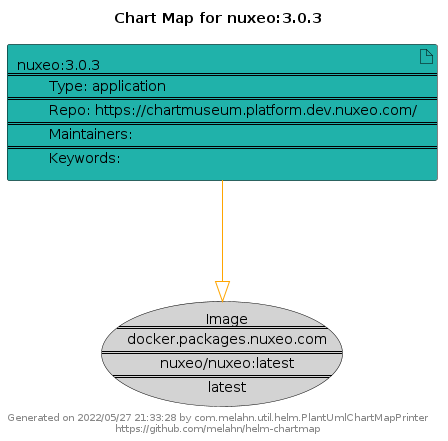 Chart Map for nuxeo:3.0.3
nuxeo:3.0.3
Type: application
Repo: https://chartmuseum.platform.dev.nuxeo.com/
Maintainers:
Keywords:
Image
docker.packages.nuxeo.com
nuxeo/nuxeo:latest
latest
Generated on 2022/05/27 21:33:28 by com.melahn.util.helm.PlantUmlChartMapPrinter
https://github.com/melahn/helm-chartmap